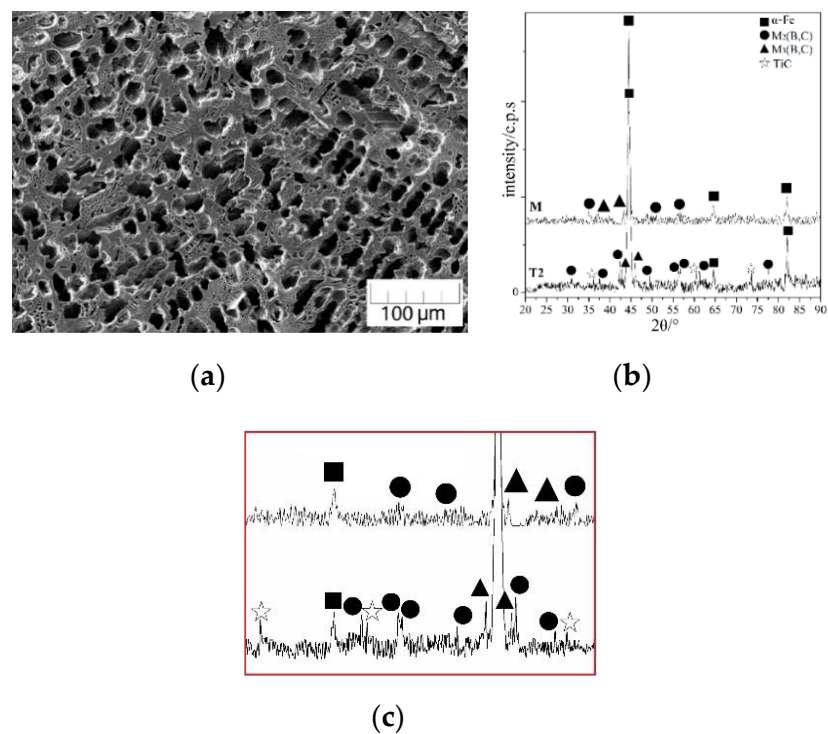 100 µm
(a)
α-Fe
M₂(B,C)
M₃(B,C)
TiC
intensity/c.p.s
M
T2
0
20 25 30 35 40 45 50 55 60 65 70 75 80 85 90
2θ/°
(b)
(c)